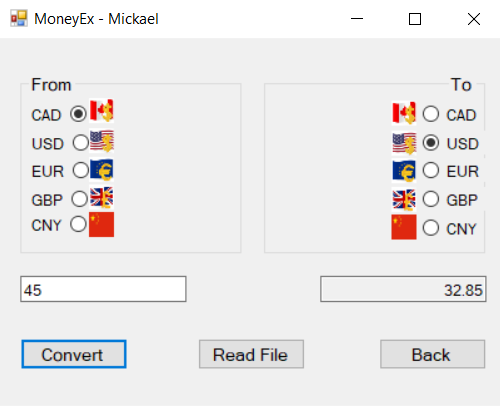 MoneyEx - Mickael
From To
CAD CAD
USD USD
EUR EUR
GBP GBP
CNY CNY
45 32.85
Convert Read File Back